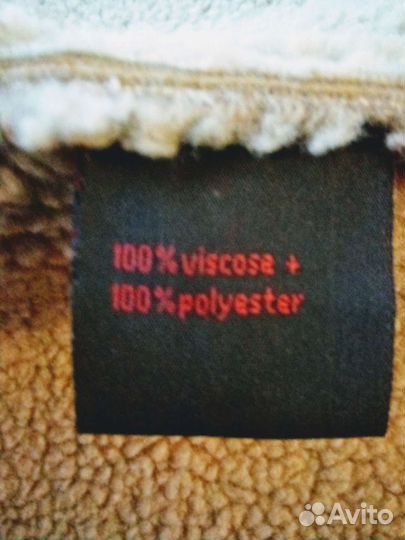 100% viscose +
100% polyester
Avito